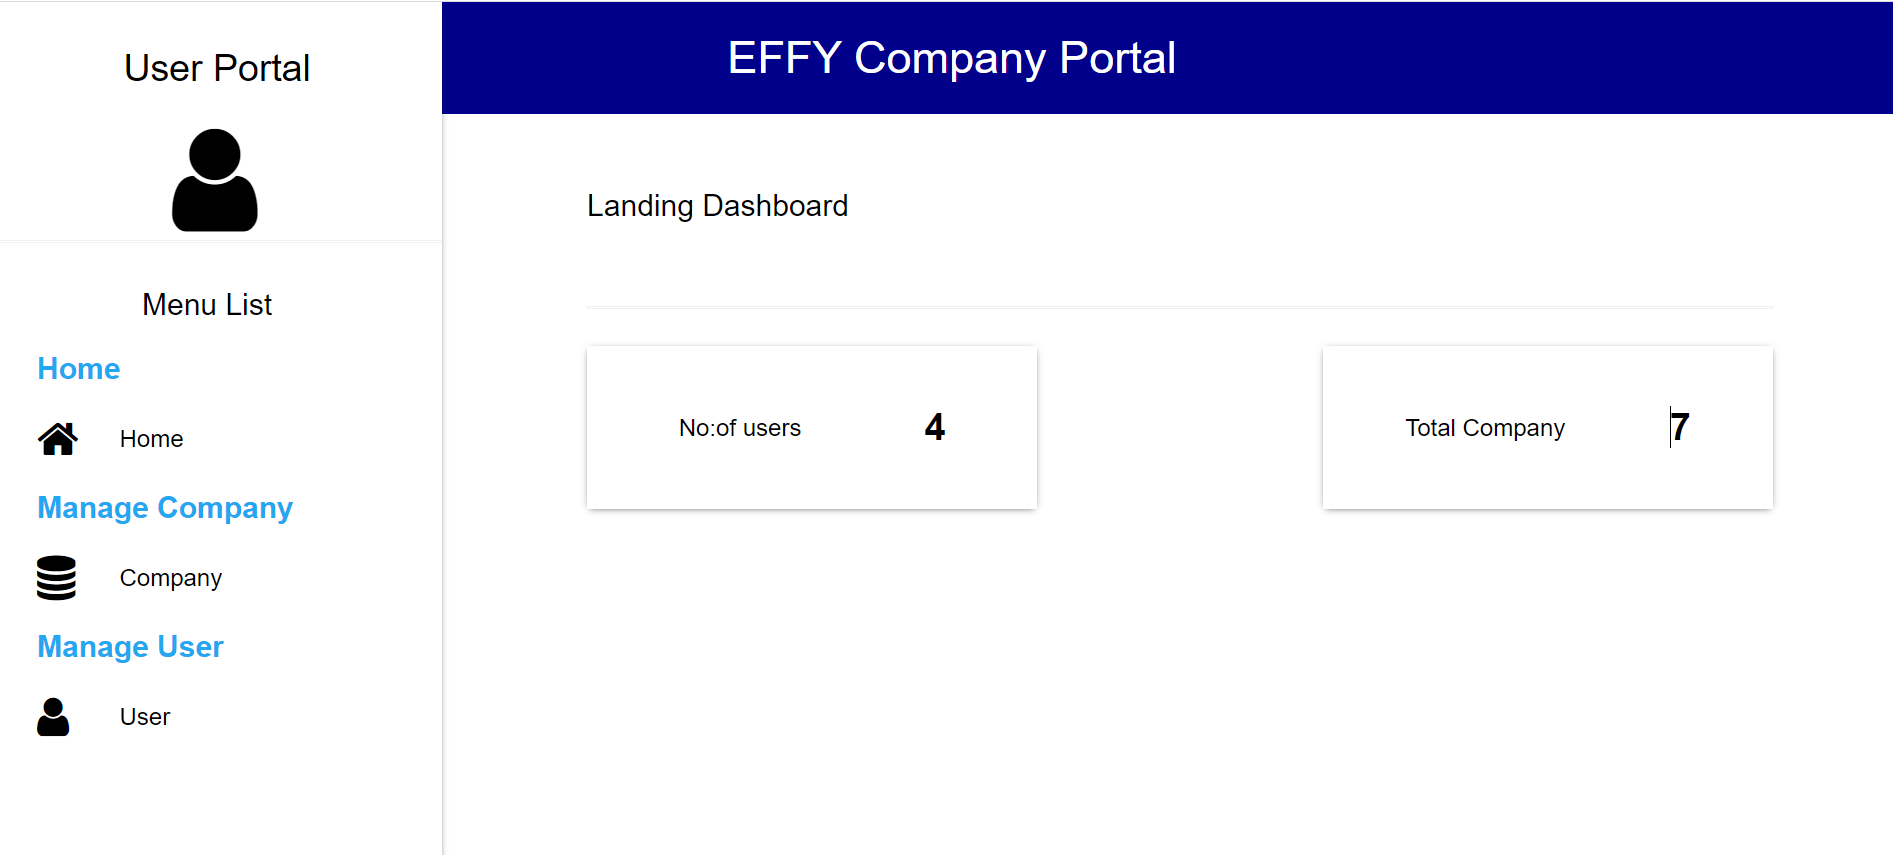 User Portal
EFFY Company Portal
Landing Dashboard
Menu List
Home
Home
Manage Company
Company
Manage User
User
No:of users 4
Total Company 7